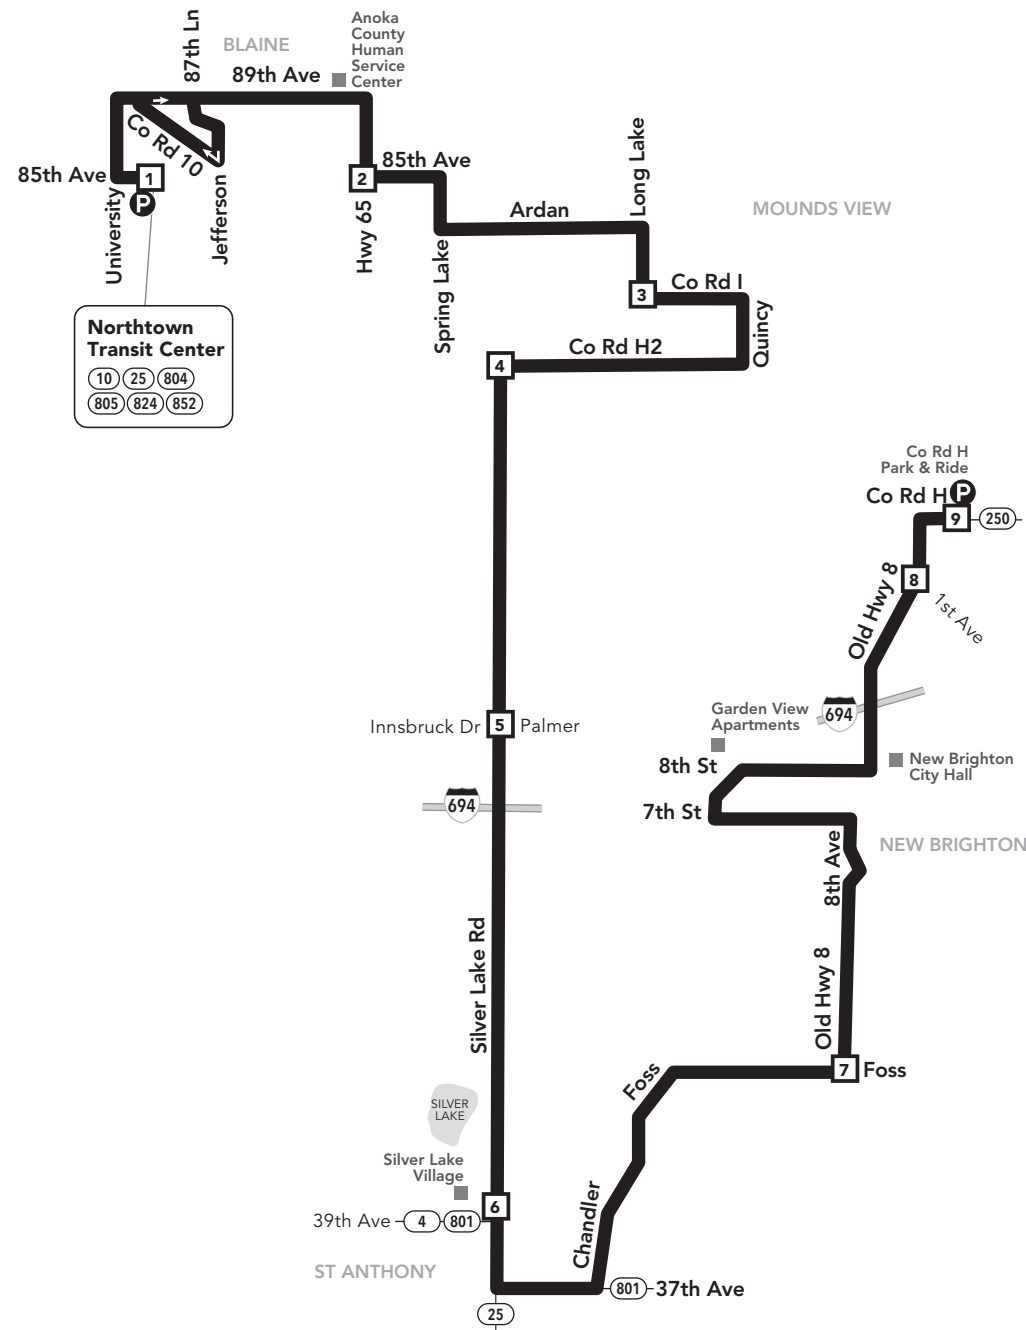 87th Ln
BLAINE
89th Ave
Anoka
County
Human
Service
Center
Co Rd 10
85th Ave
1
P
University
Jefferson
2
85th Ave
Hwy 65
Spring Lake
Ardan
Long Lake
MOUNDS VIEW
3
Co Rd I
Quincy
Co Rd H2
4
Northtown
Transit Center
10 25 804
805 824 852
Co Rd H
Park & Ride
Co Rd H
P
9
250
8
Old Hwy 8
1st Ave
Innsbruck Dr
5
Palmer
694
Garden View
Apartments
694
8th St
New Brighton
City Hall
7th St
NEW BRIGHTON
8th Ave
Silver Lake Rd
Old Hwy 8
7
Foss
Foss
SILVER
LAKE
Silver Lake
Village
6
39th Ave
4 801
Chandler
ST ANTHONY
801
37th Ave
25